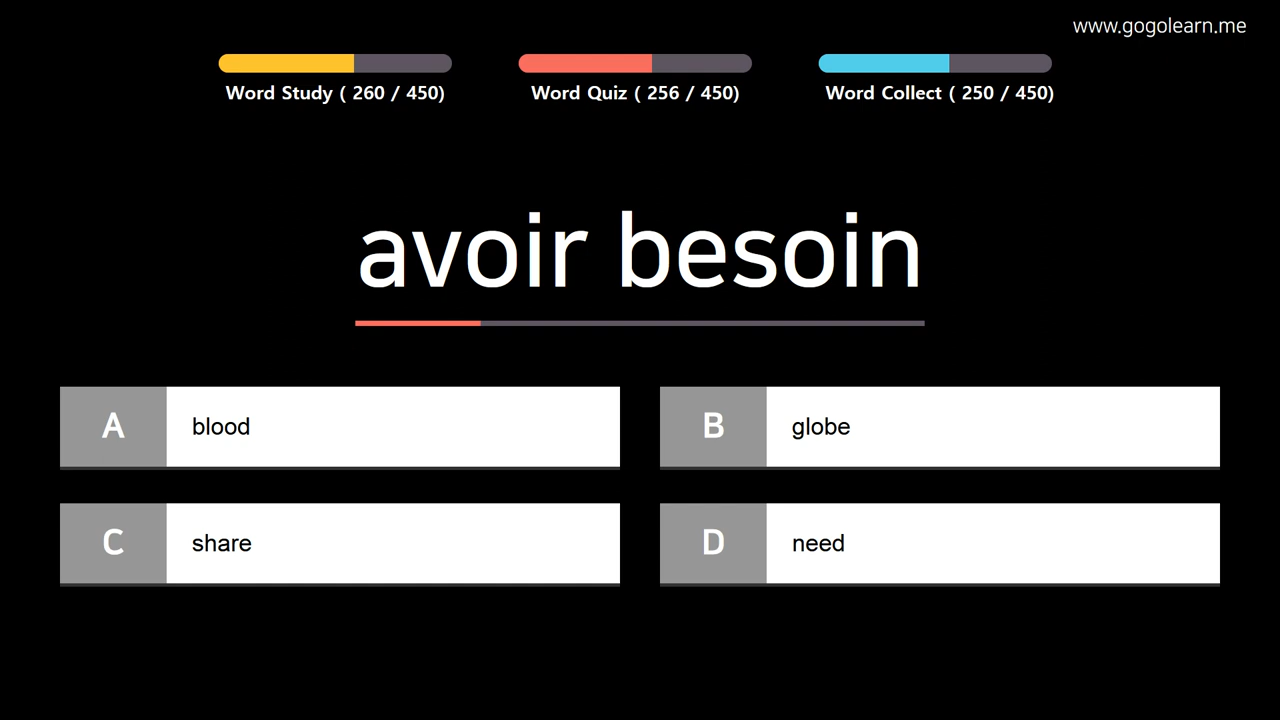 www.gogolearn.me
Word Study ( 260 / 450)
Word Quiz ( 256 / 450)
Word Collect ( 250 / 450)
avoir besoin
A blood
B globe
C share
D need